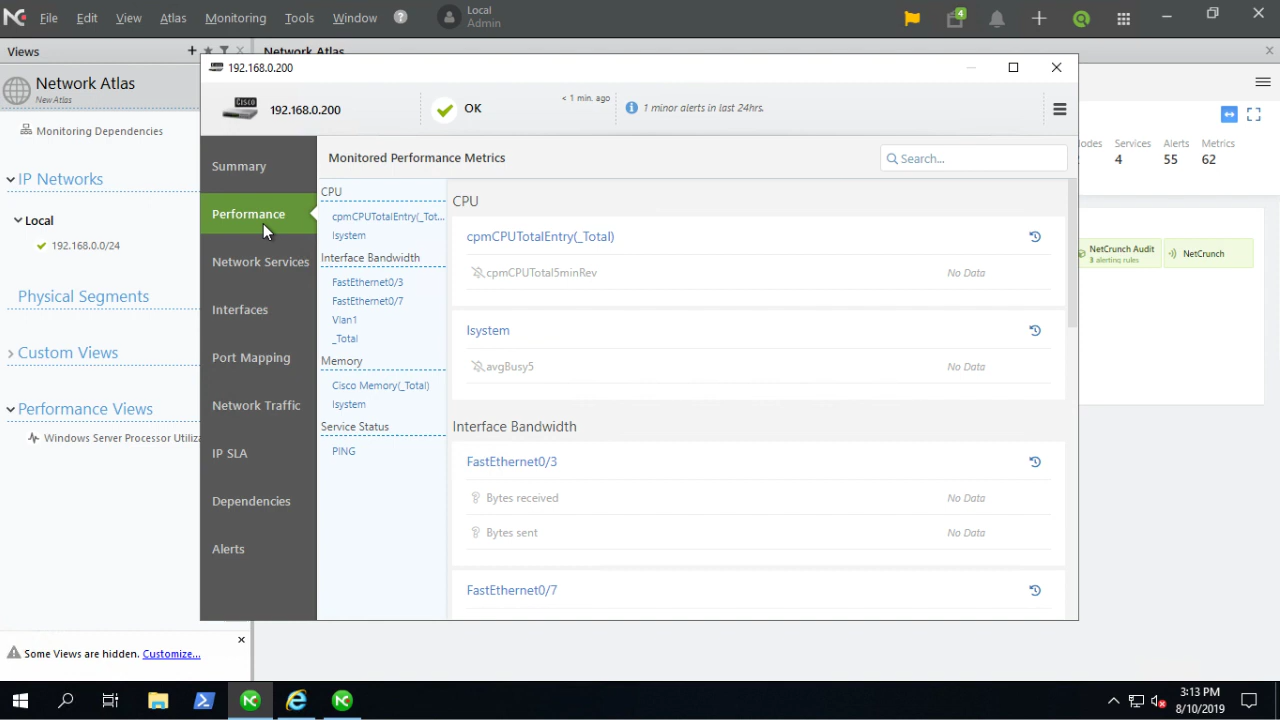 File Edit View Atlas Monitoring Tools Window ? Local Admin 4
Views
Network Atlas
Network Atlas
New Atlas
Monitoring Dependencies
IP Networks
Local
192.168.0.0/24
Physical Segments
Custom Views
Performance Views
Windows Server Processor Utiliza
Some Views are hidden. Customize...
192.168.0.200
CISCO
192.168.0.200
OK
< 1 min. ago
1 minor alerts in last 24hrs.
Summary
Performance
Network Services
Interfaces
Port Mapping
Network Traffic
IP SLA
Dependencies
Alerts
Monitored Performance Metrics
Search...
CPU
cpmCPUTotalEntry(_Tot...
lsystem
Interface Bandwidth
FastEthernet0/3
FastEthernet0/7
Vlan1
_Total
Memory
Cisco Memory(_Total)
lsystem
Service Status
PING
CPU
cpmCPUTotalEntry(_Total)
cpmCPUTotal5minRev No Data
lsystem
avgBusy5 No Data
Interface Bandwidth
FastEthernet0/3
Bytes received No Data
Bytes sent No Data
FastEthernet0/7
odes Services Alerts Metrics
4 55 62
NetCrunch Audit
3 alerting rules
NetCrunch
3:13 PM
8/10/2019